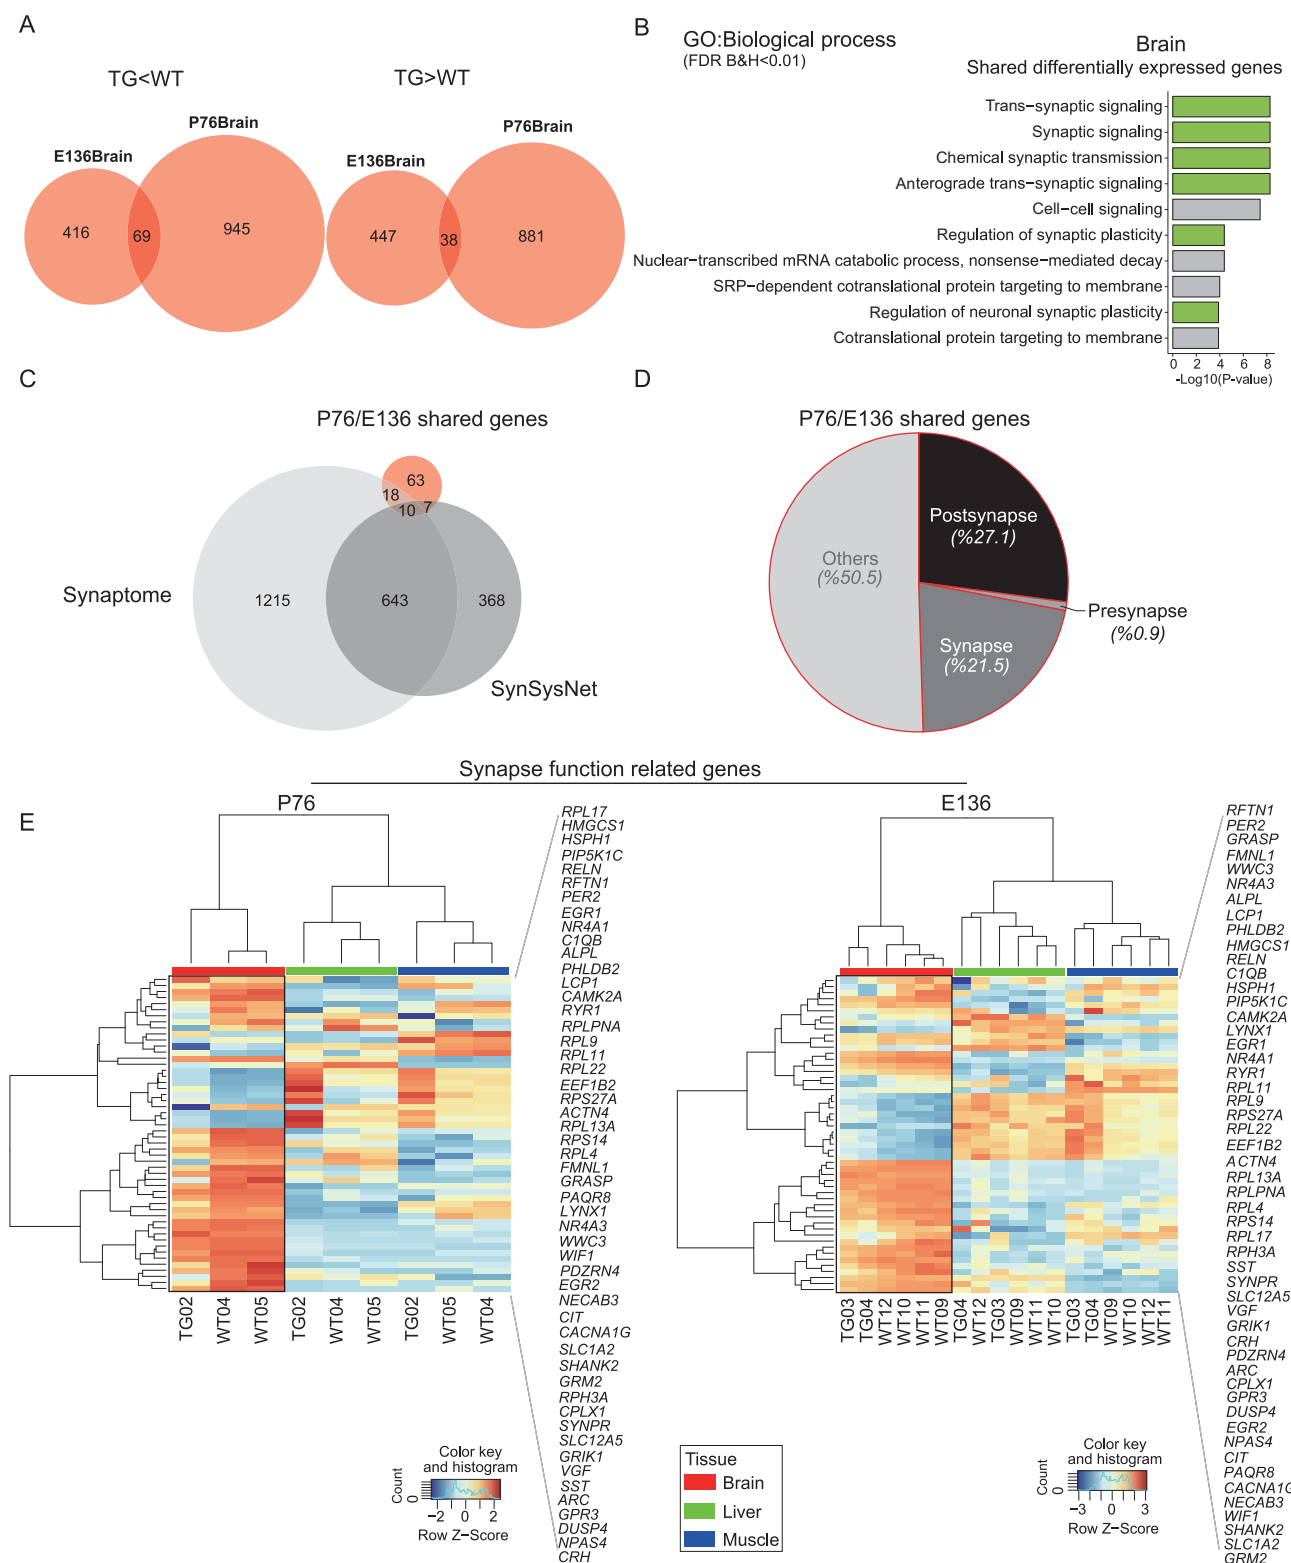 A
TG<WT
TG>WT
P76Brain
E136Brain
416
69
945
P76Brain
E136Brain
447
38
881
B
GO:Biological process
(FDR B&H<0.01)
Brain
Shared differentially expressed genes
Trans−synaptic signaling
Synaptic signaling
Chemical synaptic transmission
Anterograde trans−synaptic signaling
Cell−cell signaling
Regulation of synaptic plasticity
Nuclear−transcribed mRNA catabolic process, nonsense−mediated decay
SRP−dependent cotranslational protein targeting to membrane
Regulation of neuronal synaptic plasticity
Cotranslational protein targeting to membrane
0 2 4 6 8
-Log10(P-value)
C
P76/E136 shared genes
63
18
10
7
Synaptome
1215
643
368
SynSysNet
D
P76/E136 shared genes
Postsynapse
(%27.1)
Others
(%50.5)
Presynapse
(%0.9)
Synapse
(%21.5)
Synapse function related genes
E
P76
RPL17
HMGCS1
HSPH1
PIP5K1C
RELN
RFTN1
PER2
EGR1
NR4A1
C1QB
ALPL
PHLDB2
LCP1
CAMK2A
RYR1
RPLPNA
RPL9
RPL11
RPL22
EEF1B2
RPS27A
ACTN4
RPL13A
RPS14
RPL4
FMNL1
GRASP
PAQR8
LYNX1
NR4A3
WWC3
WIF1
PDZRN4
EGR2
NECAB3
CIT
CACNA1G
SLC1A2
SHANK2
GRM2
RPH3A
CPLX1
SYNPR
SLC12A5
GRIK1
VGF
SST
ARC
GPR3
DUSP4
NPAS4
CRH
TG02
WT04
WT05
TG02
WT04
WT05
TG02
WT05
WT04
Color key
and histogram
Count
0
−2 0 2
Row Z−Score
Tissue
Brain
Liver
Muscle
E136
RFTN1
PER2
GRASP
FMNL1
WWC3
NR4A3
ALPL
LCP1
PHLDB2
HMGCS1
RELN
C1QB
HSPH1
PIP5K1C
CAMK2A
LYNX1
EGR1
NR4A1
RYR1
RPL11
RPL9
RPS27A
RPL22
EEF1B2
ACTN4
RPL13A
RPLPNA
RPL4
RPS14
RPL17
RPH3A
SST
SYNPR
SLC12A5
VGF
GRIK1
CRH
PDZRN4
ARC
CPLX1
GPR3
DUSP4
EGR2
NPAS4
CIT
PAQR8
CACNA1G
NECAB3
WIF1
SHANK2
SLC1A2
GRM2
TG03
TG04
WT12
WT10
WT11
WT09
TG04
WT12
TG03
WT09
WT11
WT10
TG03
TG04
WT09
WT10
WT12
WT11
Color key
and histogram
Count
0
−3 0 3
Row Z−Score